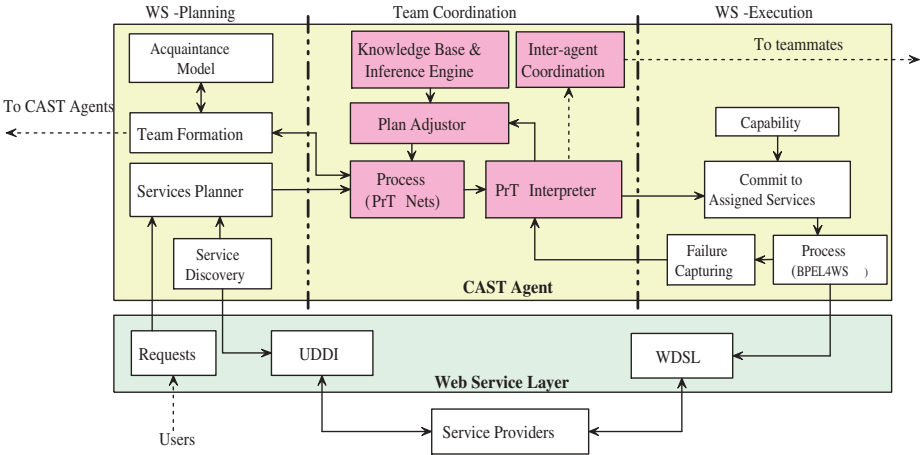 WS -Planning
Team Coordination
WS -Execution
Acquaintance
Model
Knowledge Base &
Inference Engine
Inter-agent
Coordination
To teammates
To CAST Agents
Team Formation
Plan Adjustor
Capability
Services Planner
Process
(PrT Nets)
PrT Interpreter
Commit to
Assigned Services
Service
Discovery
Failure
Capturing
Process
(BPEL4WS )
CAST Agent
Requests
UDDI
WDSL
Web Service Layer
Users
Service Providers